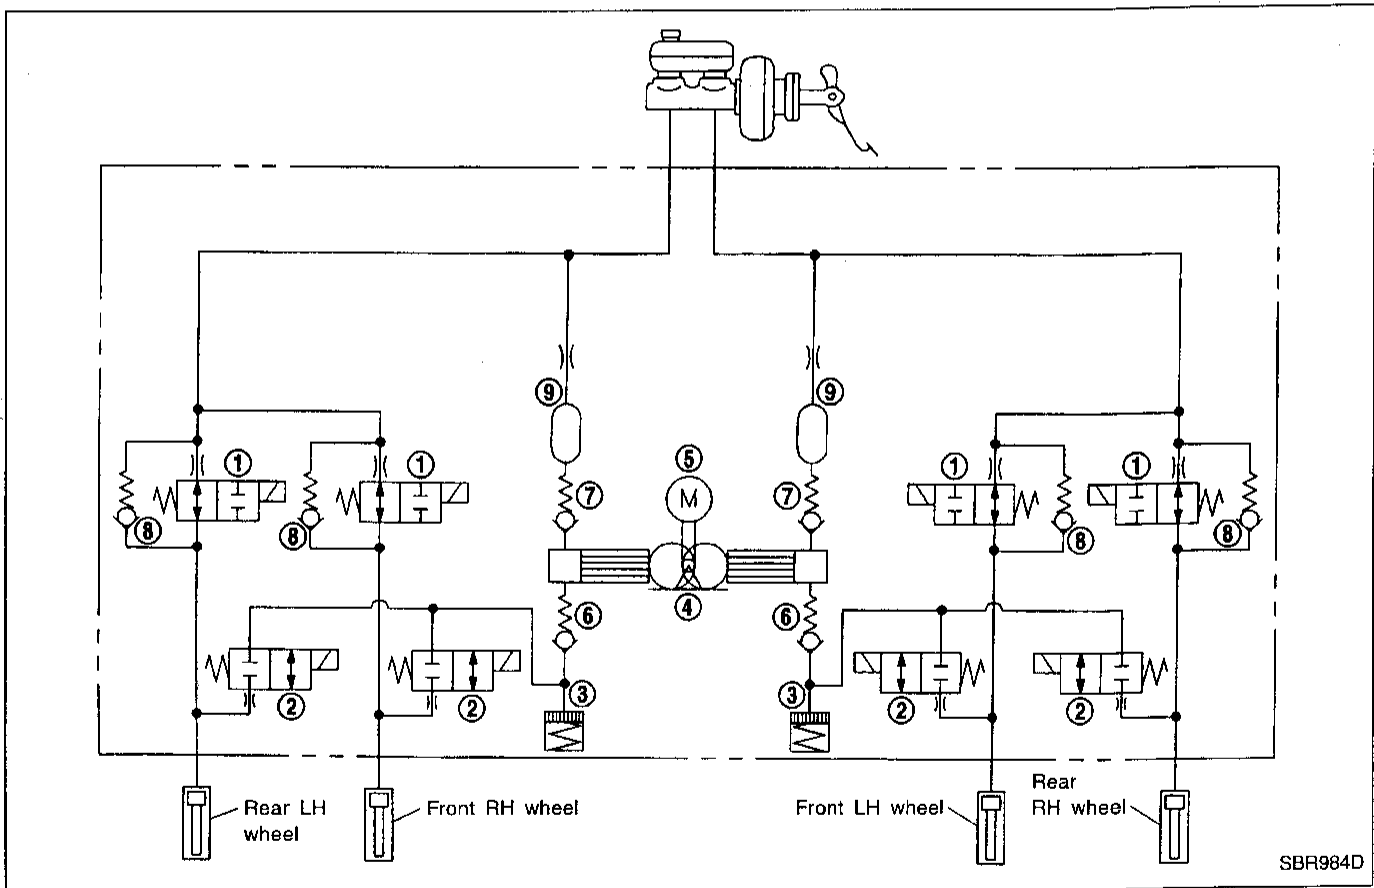 9 9
1 1 5 1 1
7 M 7
8 8 8 8
4
6 6
3 3
2 2 2 2
Rear LH
wheel
Front RH wheel
Front LH wheel
Rear
RH wheel
SBR984D